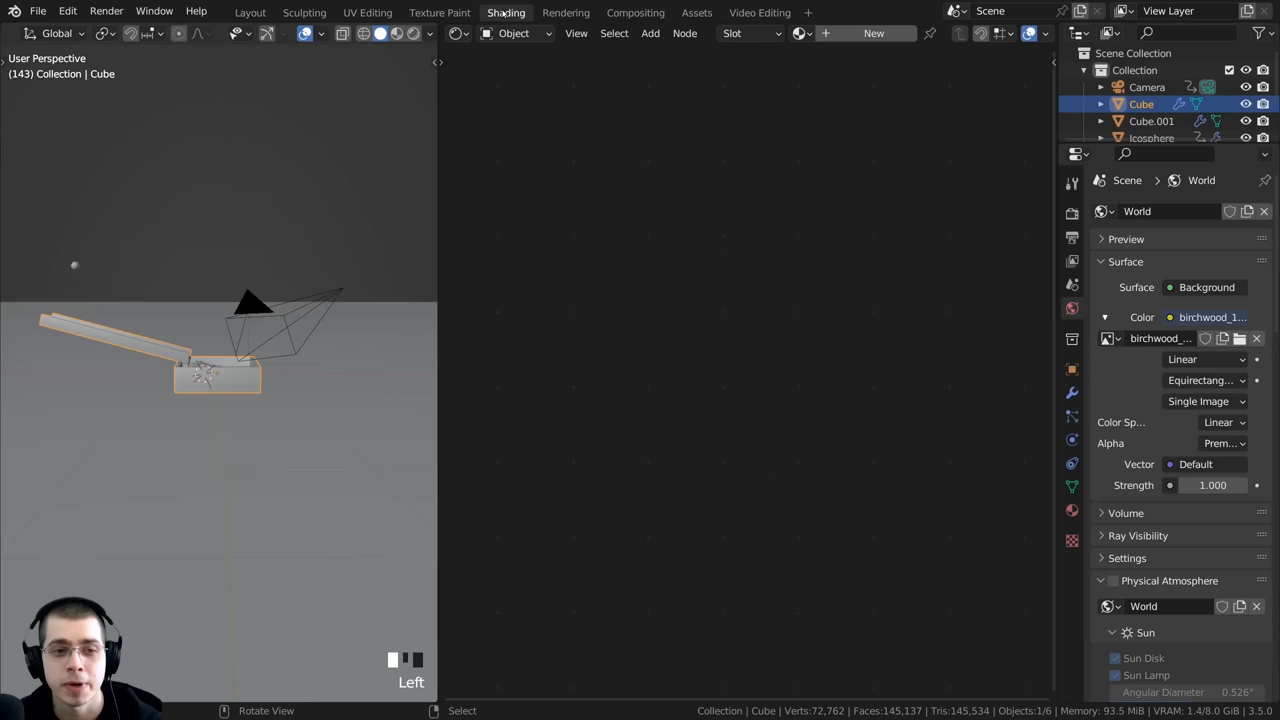 File Edit Render Window Help Layout Sculpting UV Editing Texture Paint Shading Rendering Compositing Assets Video Editing + Scene View Layer
Global Object View Select Add Node Slot + New
User Perspective
(143) Collection | Cube
Scene Collection
Collection
Camera
Cube
Cube.001
Icosphere
Scene > World
World
Preview
Surface
Surface Background
Color birchwood_1...
birchwood_...
Linear
Equirectang...
Single Image
Color Sp... Linear
Alpha Prem...
Vector Default
Strength 1.000
Volume
Ray Visibility
Settings
Physical Atmosphere
World
Sun
Sun Disk
Sun Lamp
Angular Diameter 0.526°
Left
Rotate View Select Collection | Cube | Verts:72,762 | Faces:145,137 | Tris:145,534 | Objects:1/6 | Memory: 93.5 MiB | VRAM: 1.4/8.0 GiB | 3.5.0